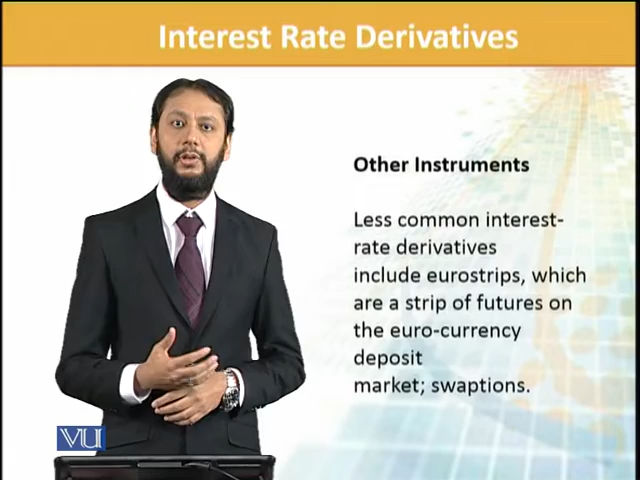 Interest Rate Derivatives
Other Instruments
Less common interest-
rate derivatives
include eurostrips, which
are a strip of futures on
the euro-currency
deposit
market; swaptions.
VU